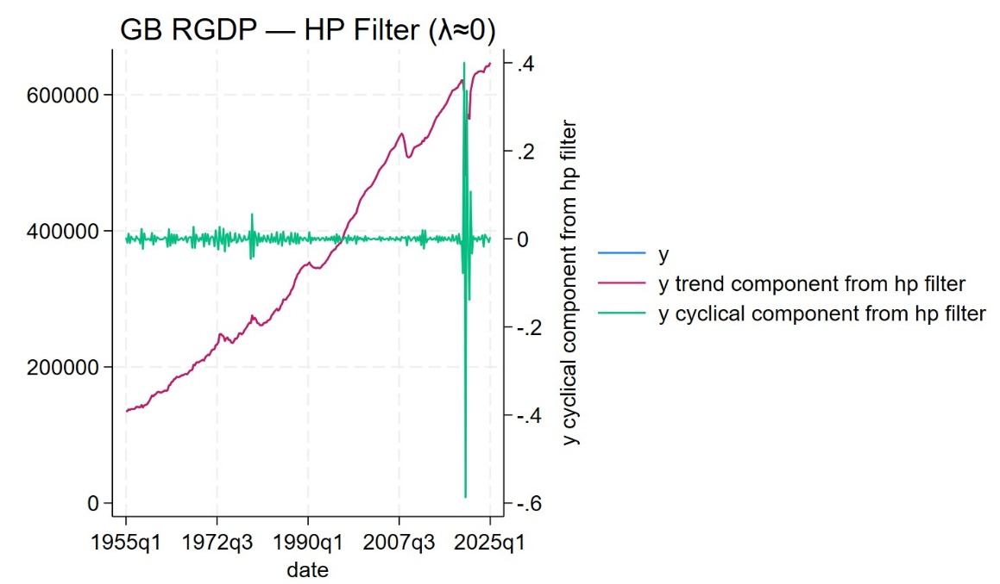 GB RGDP — HP Filter (λ≈0)
600000
400000
200000
0
.4
.2
0
-.2
-.4
-.6
y cyclical component from hp filter
1955q1 1972q3 1990q1 2007q3 2025q1
date
y
y trend component from hp filter
y cyclical component from hp filter